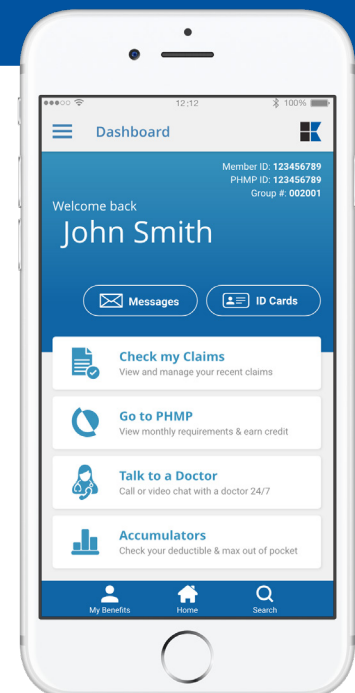 12:12
100%
Dashboard
Member ID: 123456789
PHMP ID: 123456789
Group #: 002001
Welcome back
John Smith
Messages
ID Cards
Check my Claims
View and manage your recent claims
Go to PHMP
View monthly requirements & earn credit
Talk to a Doctor
Call or video chat with a doctor 24/7
Accumulators
Check your deductible & max out of pocket
My Benefits
Home
Search